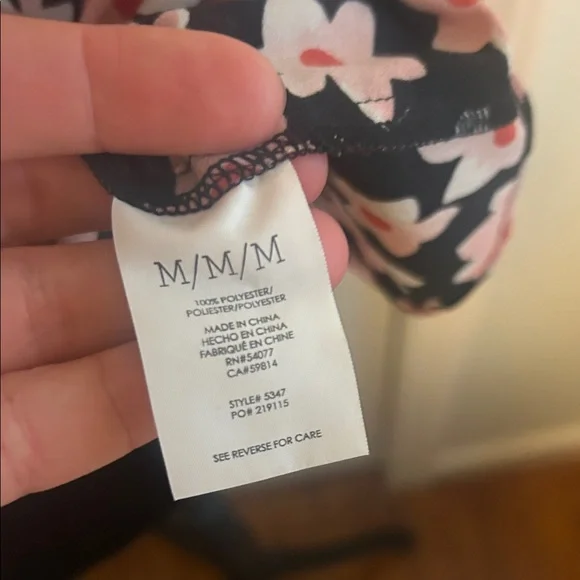 M/M/M
100% POLYESTER/
POLIESTER/POLYESTER
MADE IN CHINA
HECHO EN CHINA
FABRIQUÉ EN CHINE
RN#54077
CA#59814
STYLE# 5347
PO# 219115
SEE REVERSE FOR CARE